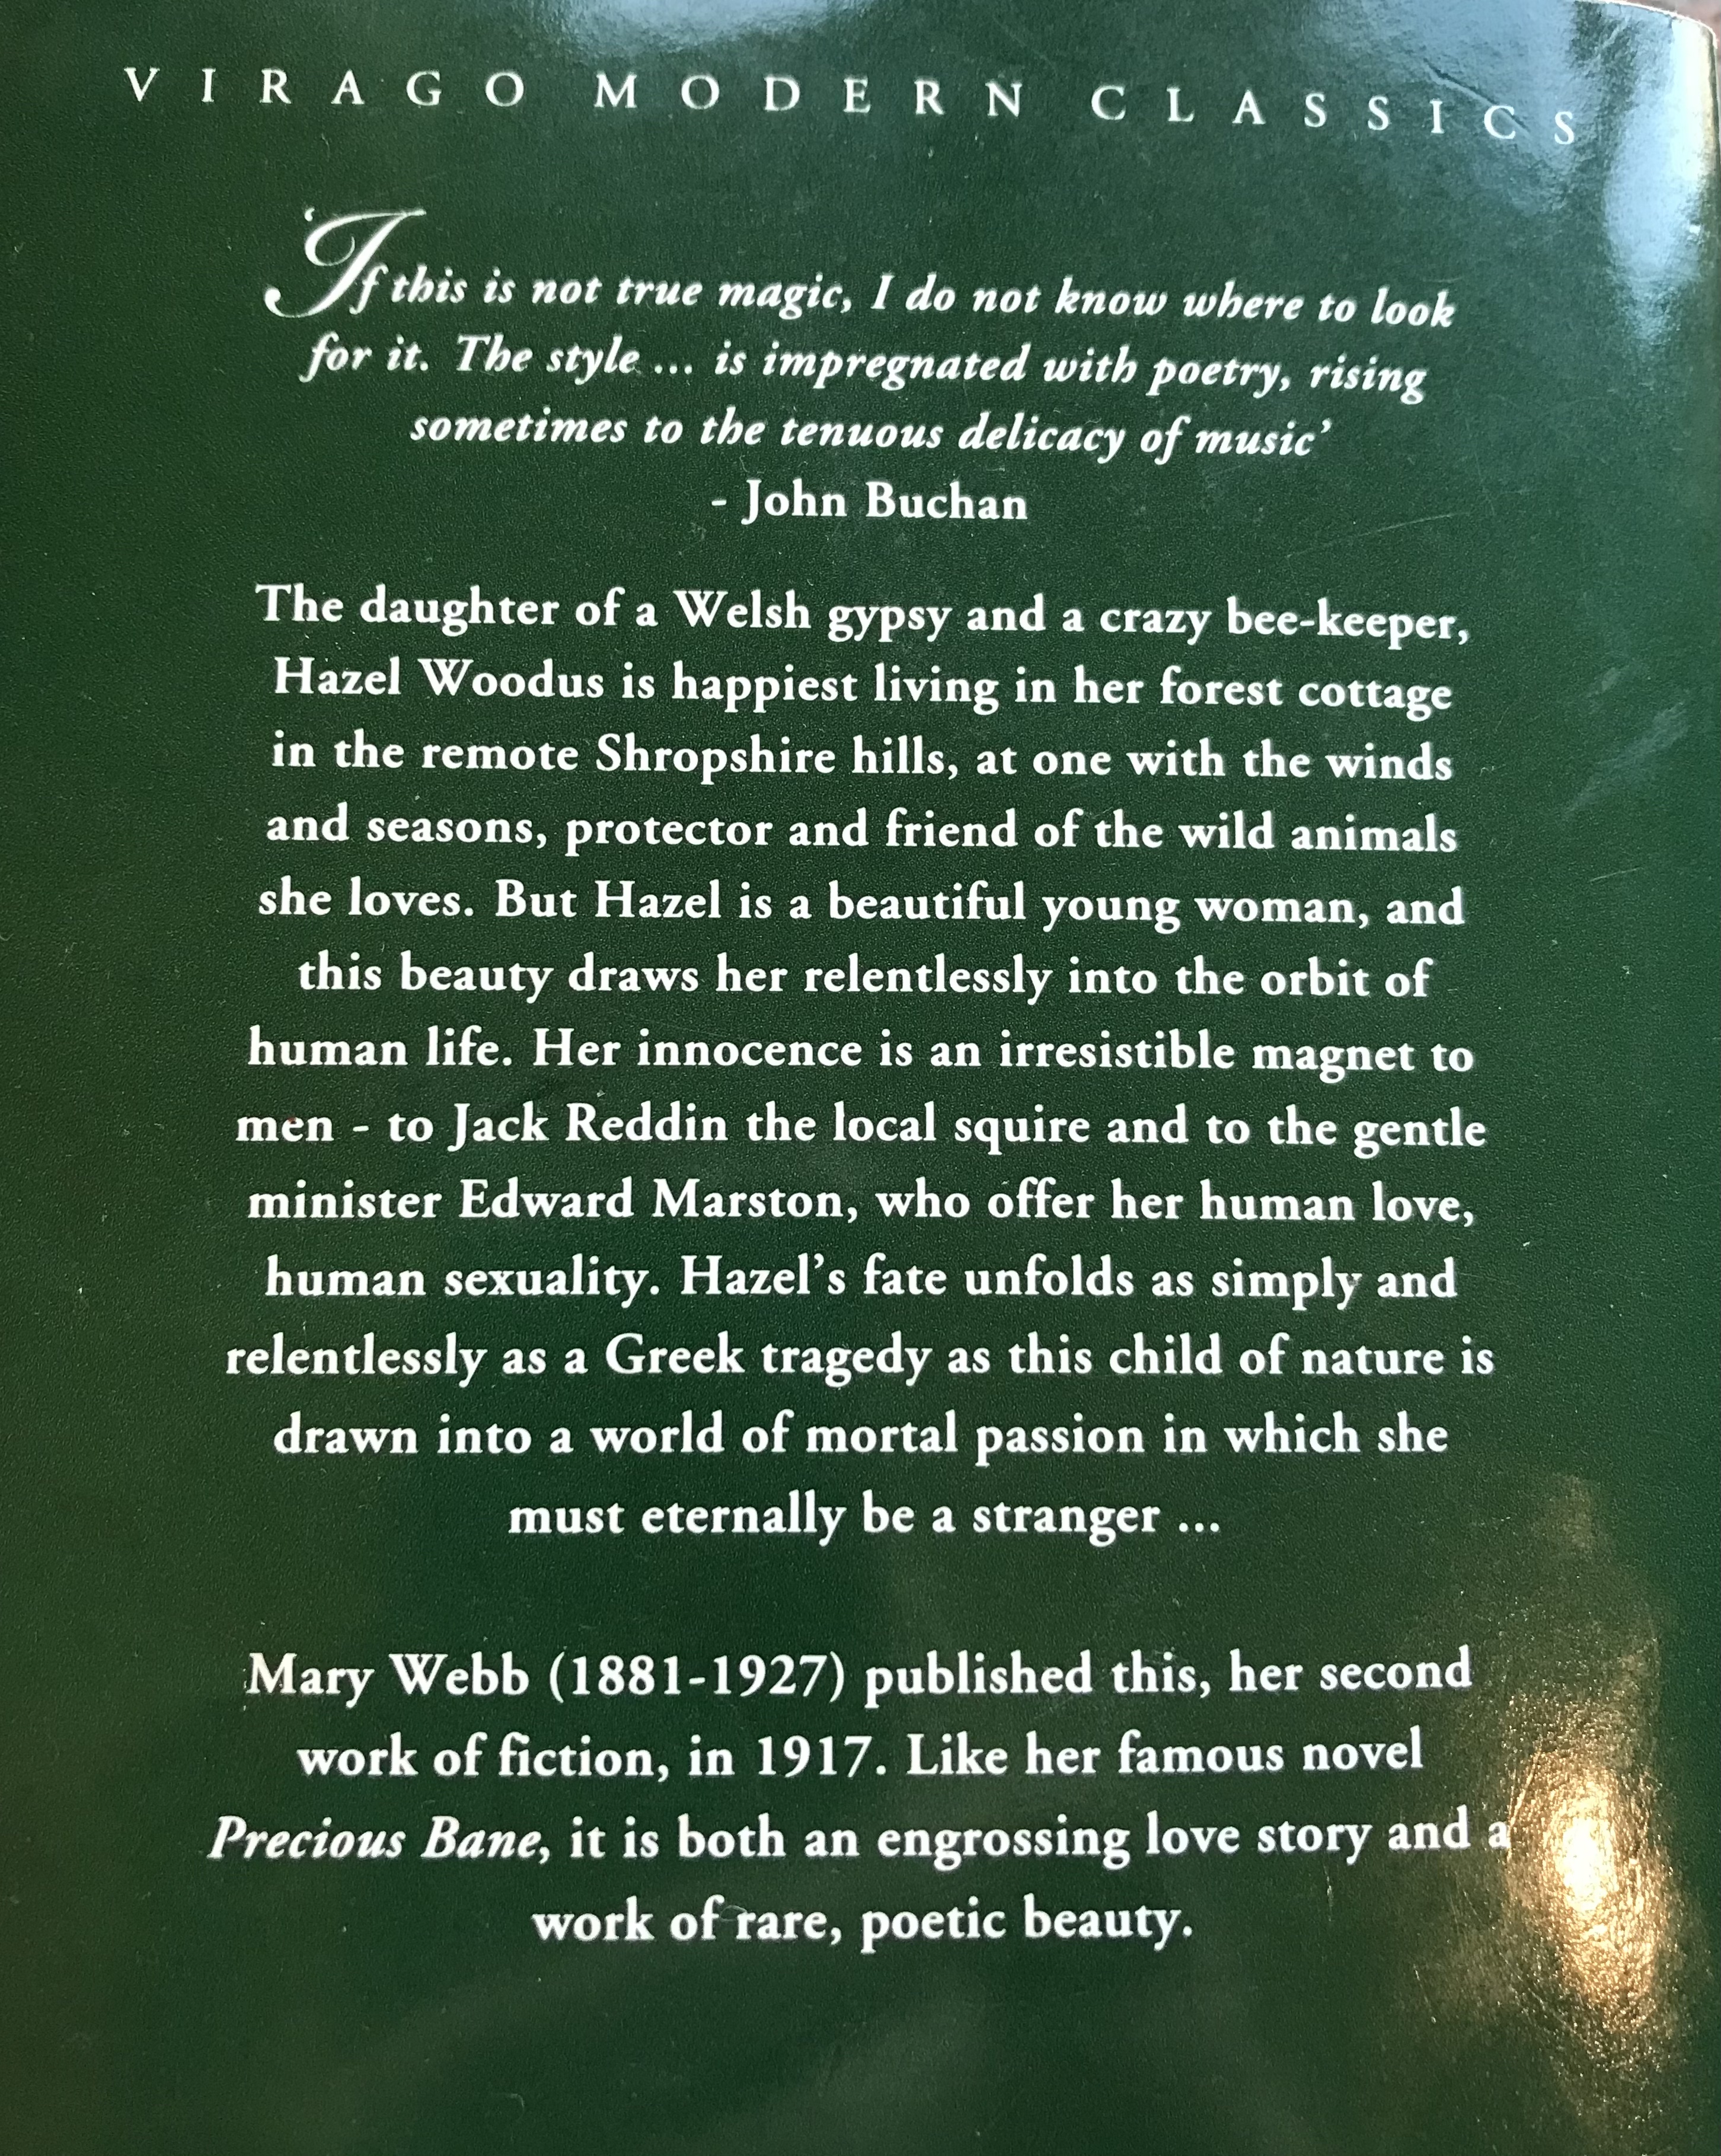 VIRAGO MODERN CLASSICS
‘If this is not true magic, I do not know where to look
for it. The style ... is impregnated with poetry, rising
sometimes to the tenuous delicacy of music’
- John Buchan
The daughter of a Welsh gypsy and a crazy bee-keeper,
Hazel Woodus is happiest living in her forest cottage
in the remote Shropshire hills, at one with the winds
and seasons, protector and friend of the wild animals
she loves. But Hazel is a beautiful young woman, and
this beauty draws her relentlessly into the orbit of
human life. Her innocence is an irresistible magnet to
men - to Jack Reddin the local squire and to the gentle
minister Edward Marston, who offer her human love,
human sexuality. Hazel’s fate unfolds as simply and
relentlessly as a Greek tragedy as this child of nature is
drawn into a world of mortal passion in which she
must eternally be a stranger ...
Mary Webb (1881-1927) published this, her second
work of fiction, in 1917. Like her famous novel
Precious Bane, it is both an engrossing love story and a
work of rare, poetic beauty.